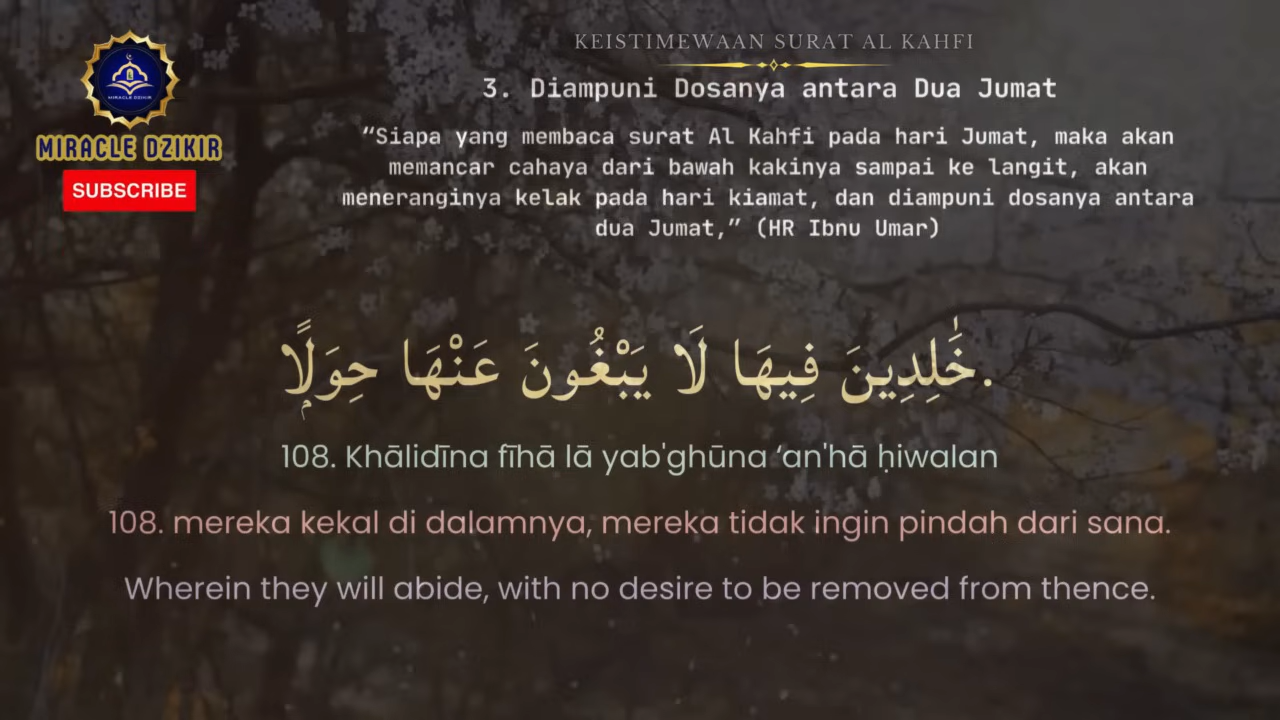 KEISTIMEWAAN SURAT AL KAHFI
3. Diampuni Dosanya antara Dua Jumat
“Siapa yang membaca surat Al Kahfi pada hari Jumat, maka akan
memancar cahaya dari bawah kakinya sampai ke langit, akan
meneranginya kelak pada hari kiamat, dan diampuni dosanya antara
dua Jumat,” (HR Ibnu Umar)
MIRACLE DZIKIR
MIRACLE DZIKIR
SUBSCRIBE
خَٰلِدِينَ فِيهَا لَا يَبْغُونَ عَنْهَا حِوَلًۭا.
108. Khālidīna fīhā lā yab'ghūna ‘an'hā ḥiwalan
108. mereka kekal di dalamnya, mereka tidak ingin pindah dari sana.
Wherein they will abide, with no desire to be removed from thence.